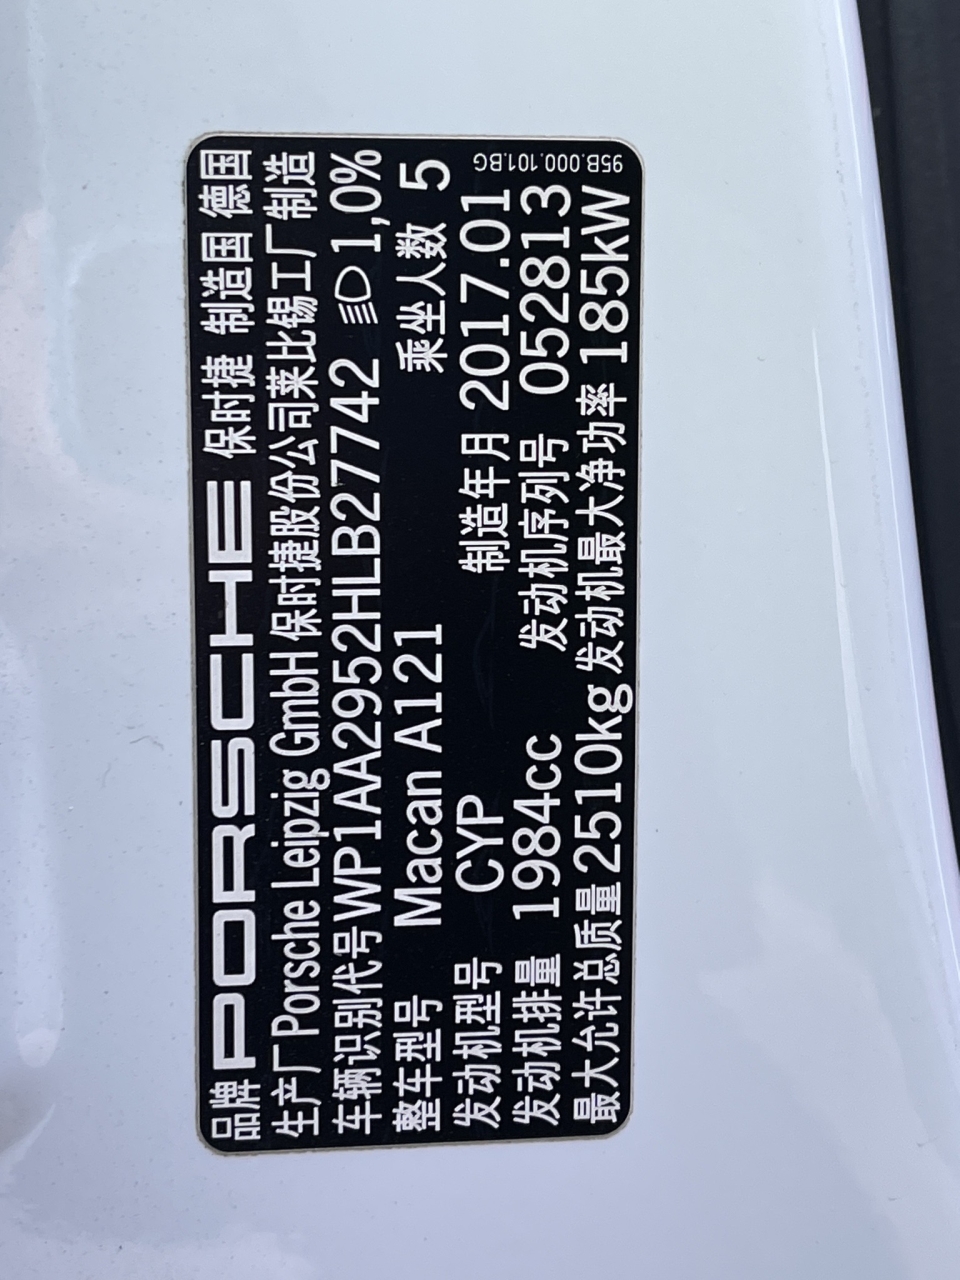 品牌 PORSCHE 保时捷 制造国 德国
生产厂 Porsche Leipzig GmbH 保时捷股份公司莱比锡工厂制造
车辆识别代号 WP1AA2952HLB27742 1,0%
整车型号 Macan A121 乘坐人数 5
发动机型号 CYP 制造年月 2017.01
发动机排量 1984cc 发动机序列号 052813
最大允许总质量 2510kg 发动机最大净功率 185kW
95B.000.101.BG